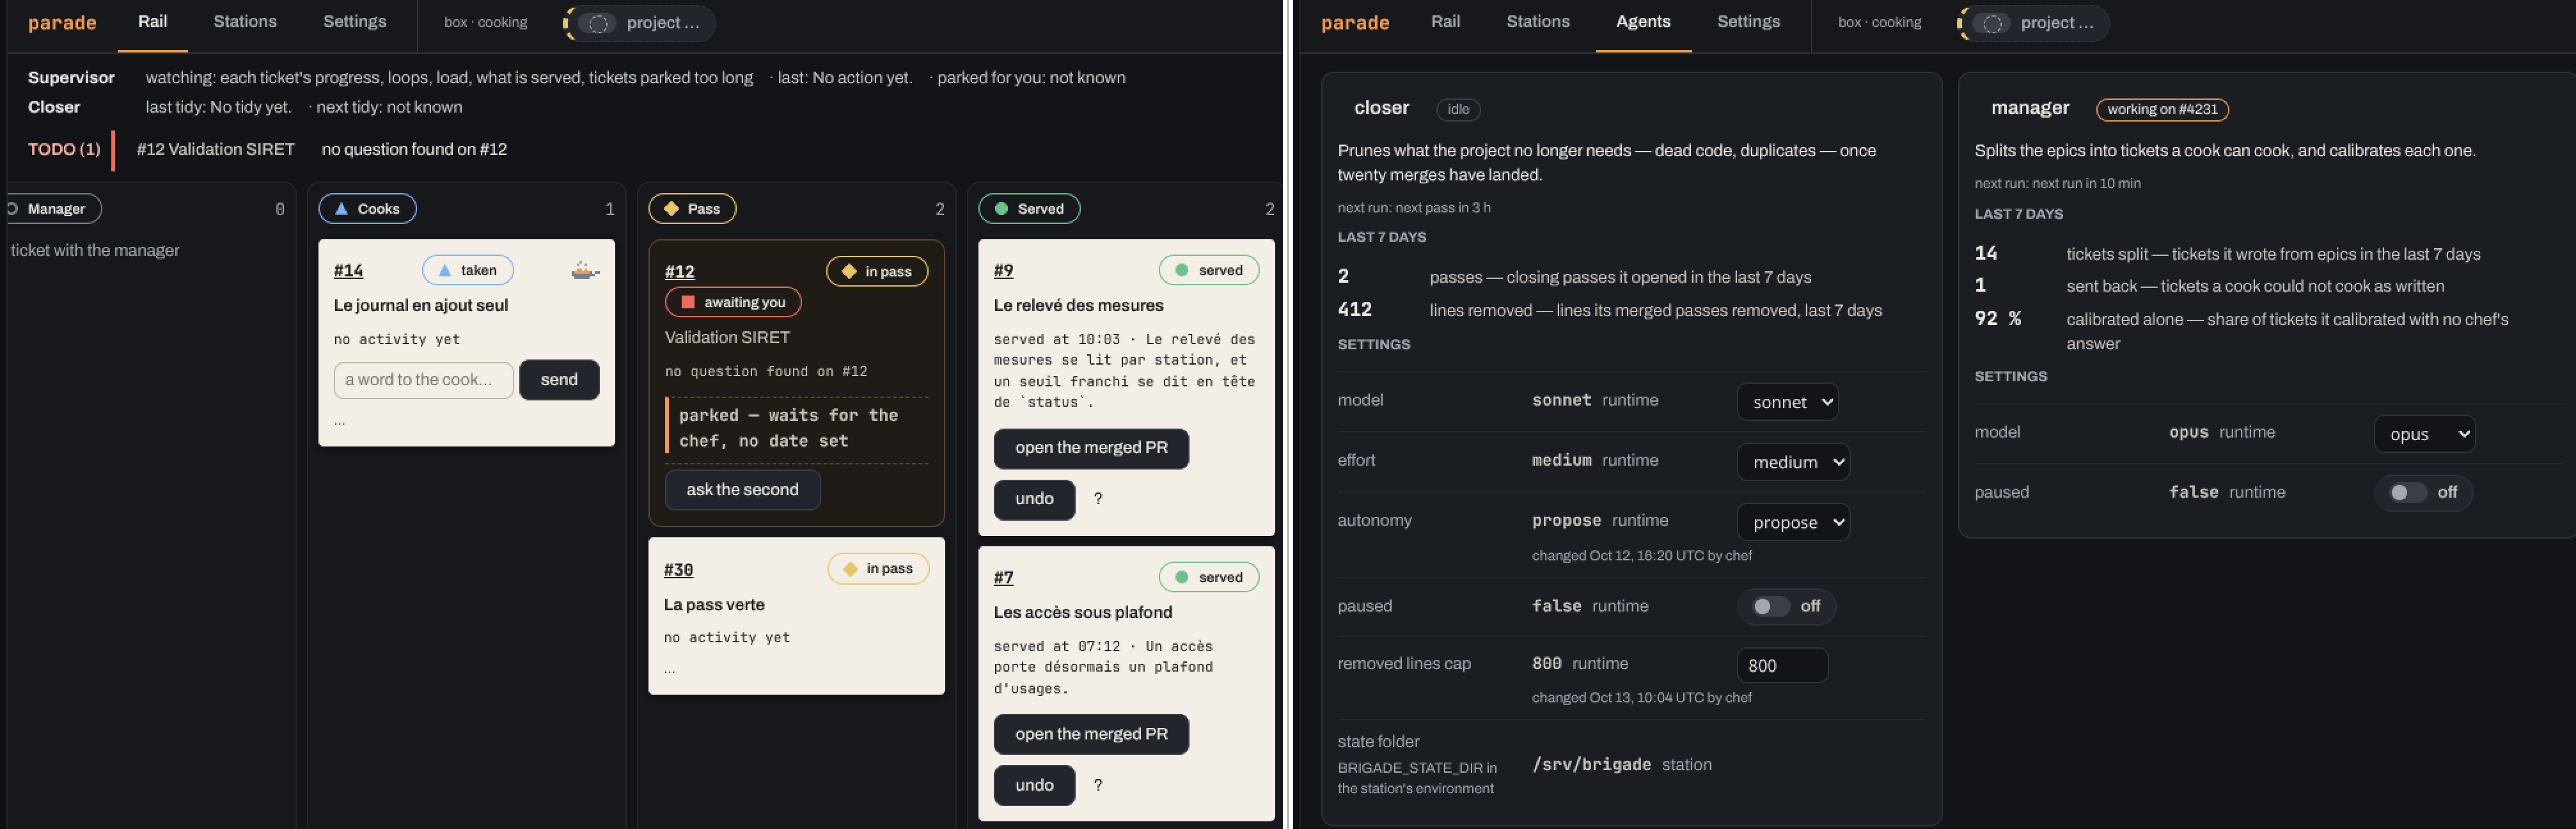 parade Rail Stations Settings box · cooking project ...
Supervisor watching: each ticket's progress, loops, load, what is served, tickets parked too long · last: No action yet. · parked for you: not known
Closer last tidy: No tidy yet. · next tidy: not known
TODO (1) #12 Validation SIRET no question found on #12
Manager 0
ticket with the manager
Cooks 1
#14 taken
Le journal en ajout seul
no activity yet
a word to the cook... send
...
Pass 2
#12 in pass
awaiting you
Validation SIRET
no question found on #12
parked — waits for the
chef, no date set
ask the second
#30 in pass
La pass verte
no activity yet
...
Served 2
#9 served
Le relevé des mesures
served at 10:03 · Le relevé des
mesures se lit par station, et
un seuil franchi se dit en tête
de `status`.
open the merged PR
undo ?
#7 served
Les accès sous plafond
served at 07:12 · Un accès
porte désormais un plafond
d'usages.
open the merged PR
undo ?
parade Rail Stations Agents Settings box · cooking project ...
closer idle
Prunes what the project no longer needs — dead code, duplicates — once
twenty merges have landed.
next run: next pass in 3 h
LAST 7 DAYS
2 passes — closing passes it opened in the last 7 days
412 lines removed — lines its merged passes removed, last 7 days
SETTINGS
model sonnet runtime sonnet
effort medium runtime medium
autonomy propose runtime propose
changed Oct 12, 16:20 UTC by chef
paused false runtime off
removed lines cap 800 runtime 800
changed Oct 13, 10:04 UTC by chef
state folder
BRIGADE_STATE_DIR in
the station's environment
/srv/brigade station
manager working on #4231
Splits the epics into tickets a cook can cook, and calibrates each one.
next run: next run in 10 min
LAST 7 DAYS
14 tickets split — tickets it wrote from epics in the last 7 days
1 sent back — tickets a cook could not cook as written
92 % calibrated alone — share of tickets it calibrated with no chef's
answer
SETTINGS
model opus runtime opus
paused false runtime off